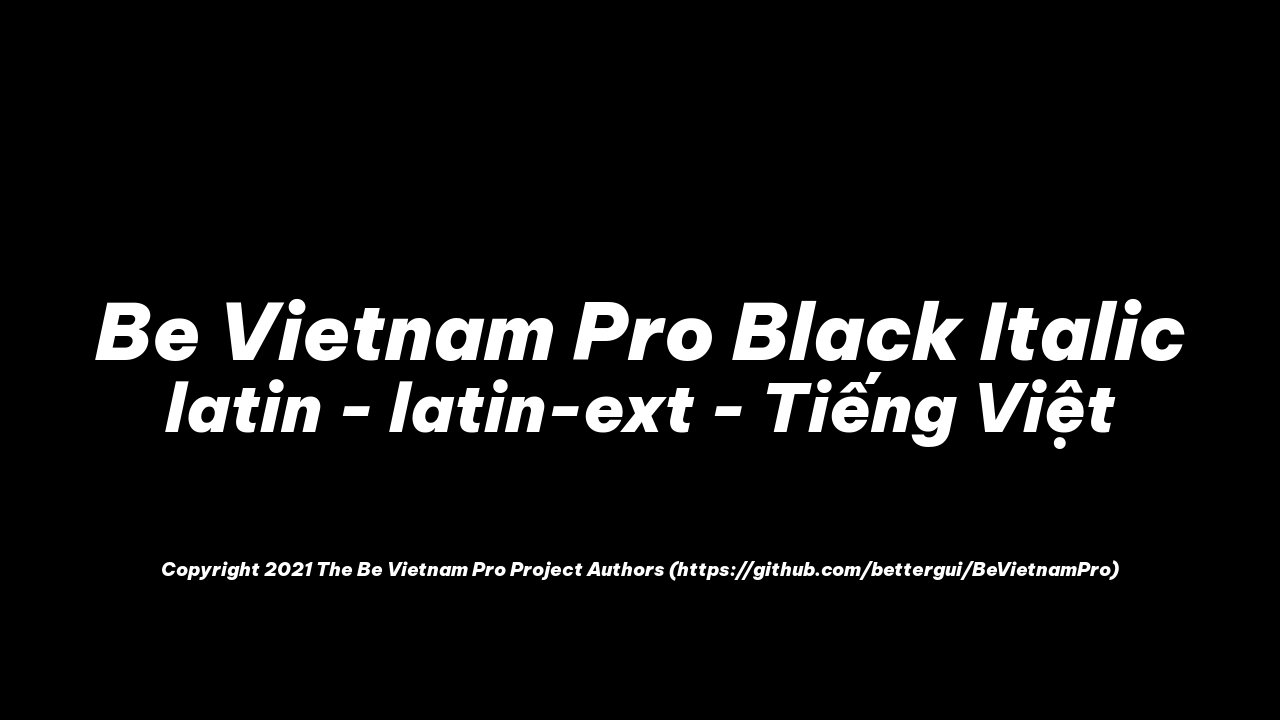 Be Vietnam Pro Black Italic
latin - latin-ext - Tiếng Việt
Copyright 2021 The Be Vietnam Pro Project Authors (https://github.com/bettergui/BeVietnamPro)